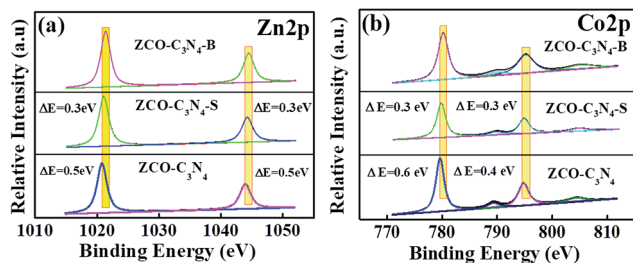 (a) Zn2p
ZCO-C₃N₄-B
ΔE=0.3eV ZCO-C₃N₄-S ΔE=0.3eV
ΔE=0.5eV ZCO-C₃N₄ ΔE=0.5eV
1010 1020 1030 1040 1050
Binding Energy (eV)
Relative Intensity (a.u.)
(b) Co2p
ZCO-C₃N₄-B
ΔE=0.3 eV ΔE=0.3 eV ZCO-C₃N₄-S
ΔE=0.6 eV ΔE=0.4 eV ZCO-C₃N₄
770 780 790 800 810
Binding Energy (eV)
Relative Intensity (a.u.)